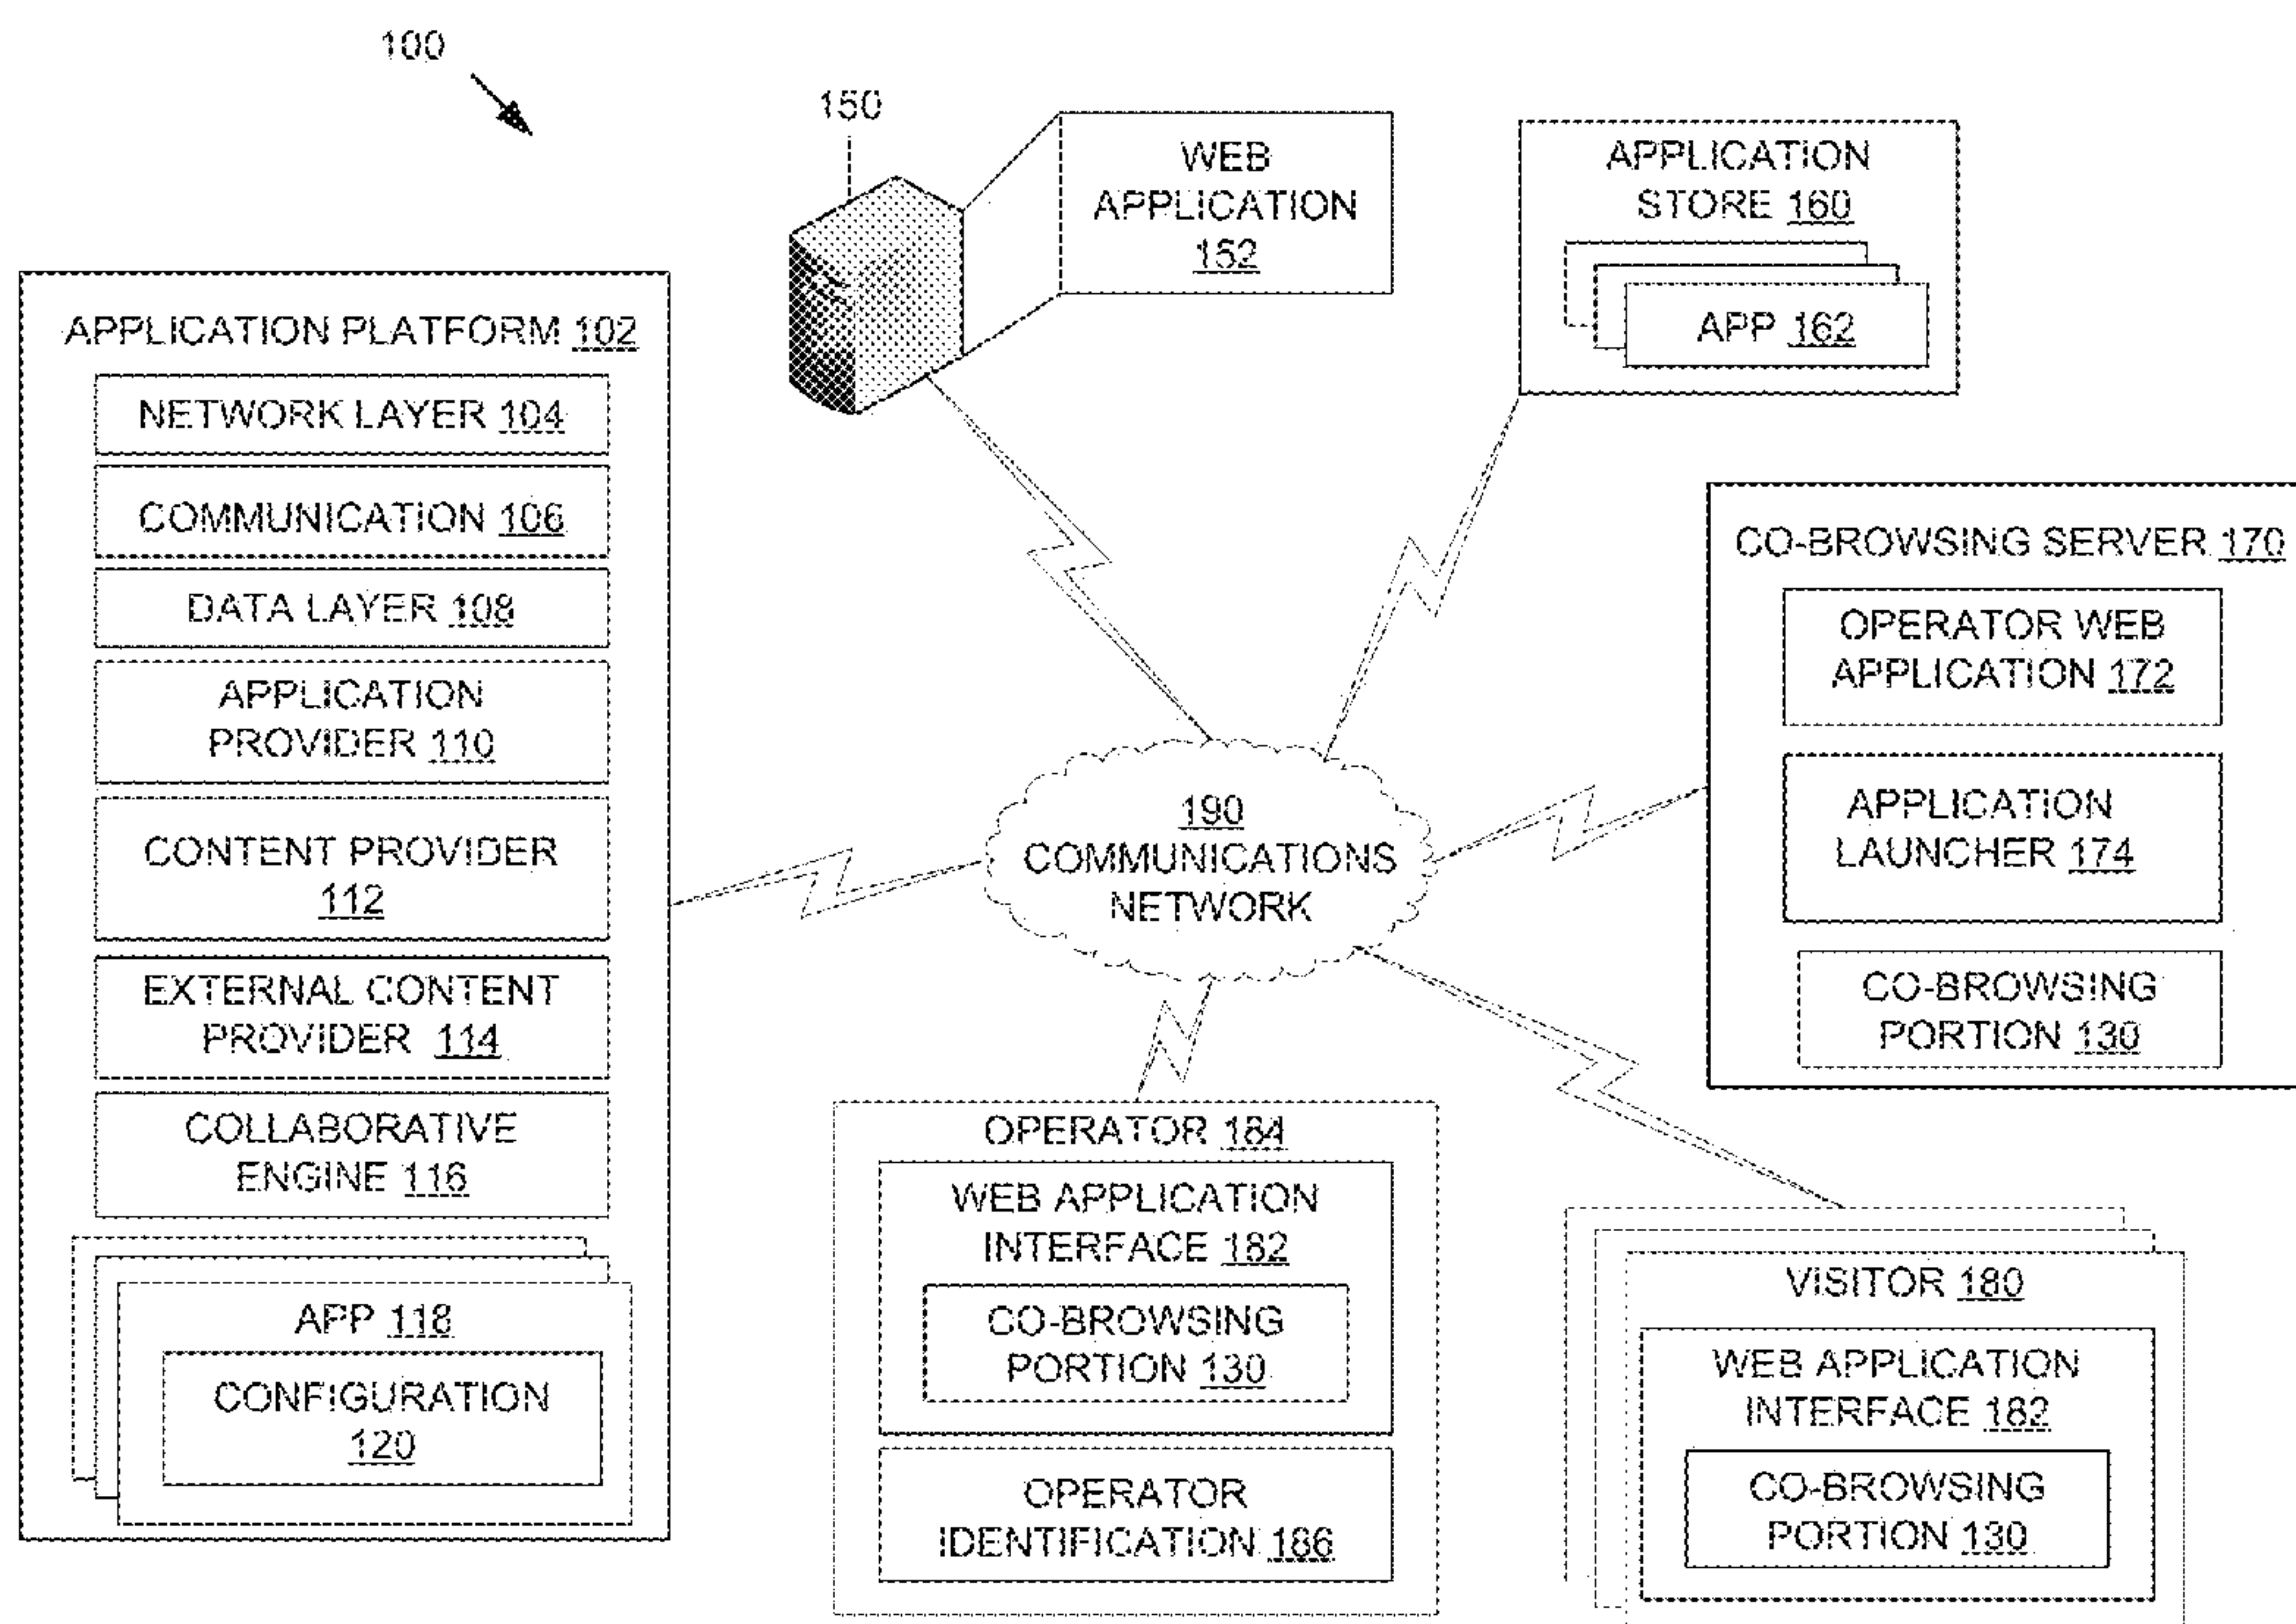 100
150
WEB
APPLICATION
152
APPLICATION
STORE 160
APP 162
APPLICATION PLATFORM 102
NETWORK LAYER 104
COMMUNICATION 106
DATA LAYER 108
APPLICATION
PROVIDER 110
CONTENT PROVIDER
112
EXTERNAL CONTENT
PROVIDER 114
COLLABORATIVE
ENGINE 116
APP 118
CONFIGURATION
120
190
COMMUNICATIONS
NETWORK
CO-BROWSING SERVER 170
OPERATOR WEB
APPLICATION 172
APPLICATION
LAUNCHER 174
CO-BROWSING
PORTION 130
OPERATOR 184
WEB APPLICATION
INTERFACE 182
CO-BROWSING
PORTION 130
OPERATOR
IDENTIFICATION 186
VISITOR 180
WEB APPLICATION
INTERFACE 182
CO-BROWSING
PORTION 130